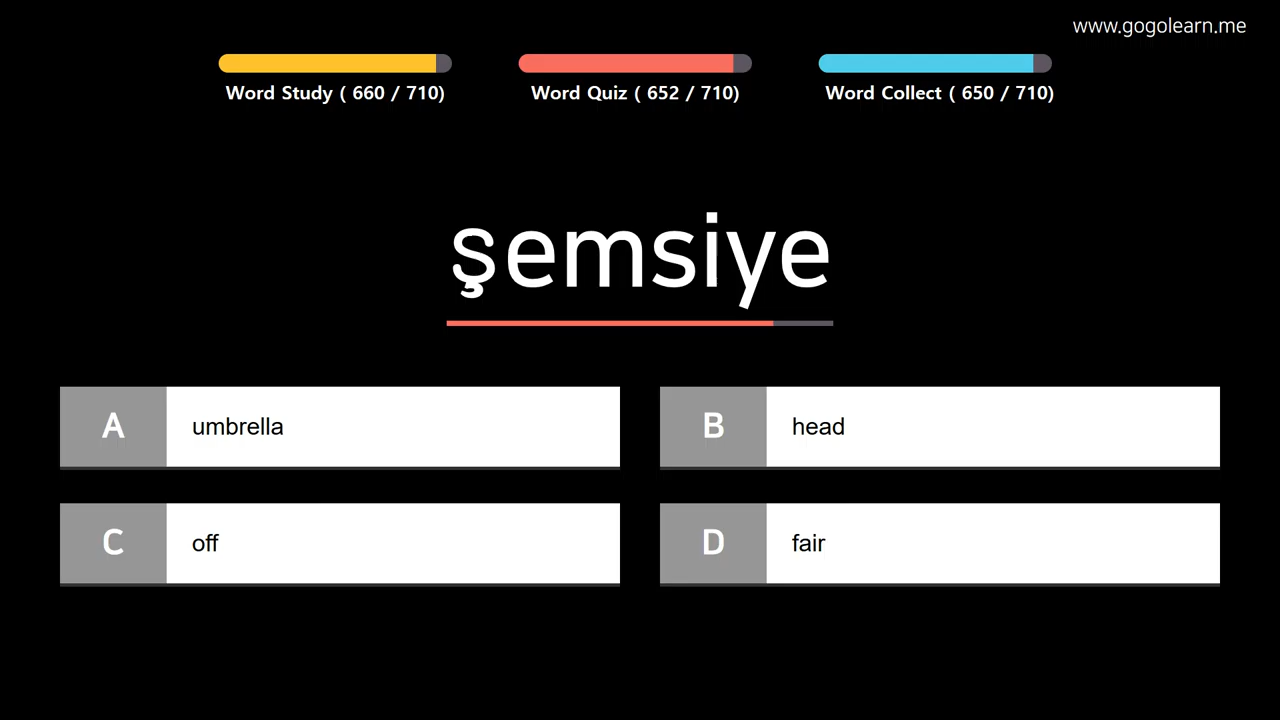 www.gogolearn.me
Word Study ( 660 / 710)
Word Quiz ( 652 / 710)
Word Collect ( 650 / 710)
şemsiye
A umbrella
B head
C off
D fair